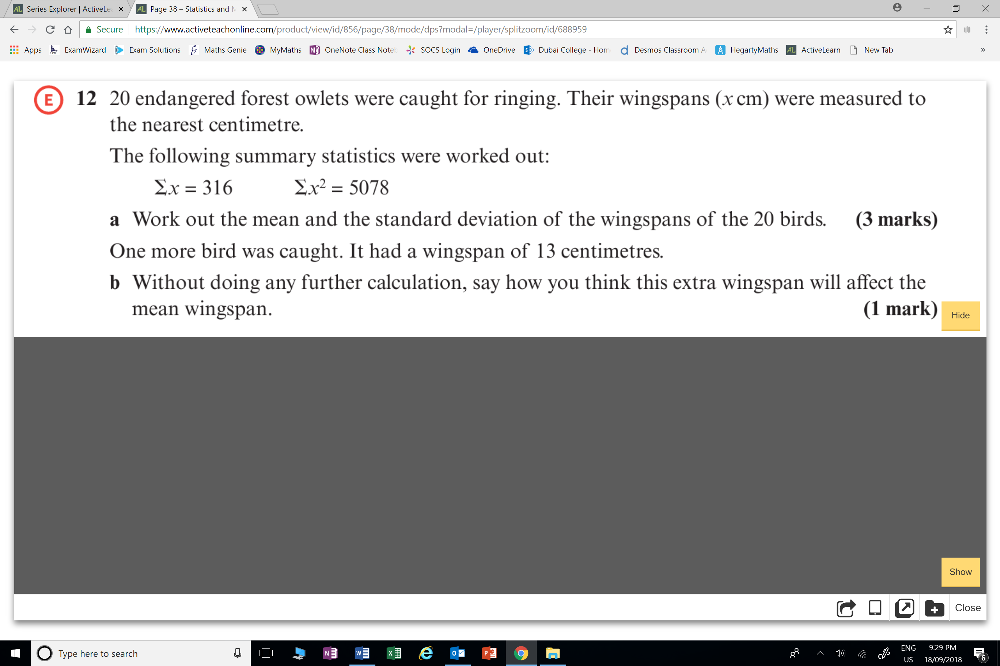 Series Explorer | ActiveLe
Page 38 – Statistics and M
Secure
https://www.activeteachonline.com/product/view/id/856/page/38/mode/dps?modal=/player/splitzoom/id/688959
Apps ExamWizard Exam Solutions Maths Genie MyMaths OneNote Class Noteb SOCS Login OneDrive Dubai College - Hom Desmos Classroom A HegartyMaths ActiveLearn New Tab »
E 12 20 endangered forest owlets were caught for ringing. Their wingspans (x cm) were measured to
the nearest centimetre.
The following summary statistics were worked out:
Σx = 316 Σx² = 5078
a Work out the mean and the standard deviation of the wingspans of the 20 birds. (3 marks)
One more bird was caught. It had a wingspan of 13 centimetres.
b Without doing any further calculation, say how you think this extra wingspan will affect the
mean wingspan. (1 mark)
Hide
Show
Close
Type here to search
ENG 9:29 PM
US 18/09/2018 6